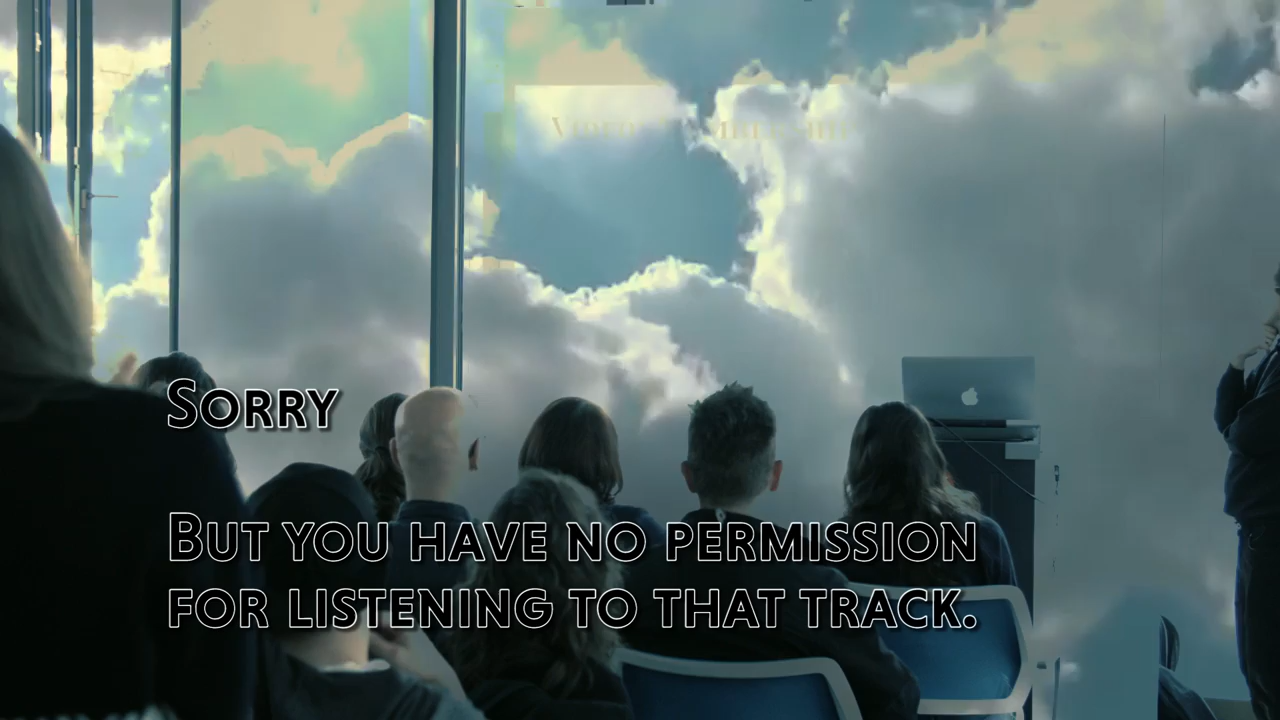 Sorry
But you have no permission
for listening to that track.